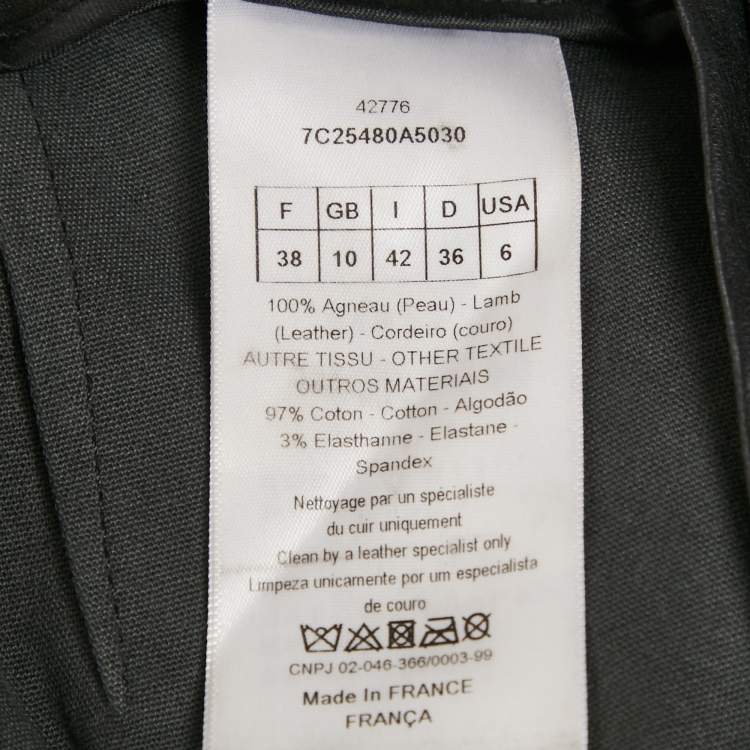 42776
7C25480A5030
F GB I D USA
38 10 42 36 6
100% Agneau (Peau) - Lamb
(Leather) - Cordeiro (couro)
AUTRE TISSU - OTHER TEXTILE
OUTROS MATERIAIS
97% Coton - Cotton - Algodão
3% Elasthanne - Elastane -
Spandex
Nettoyage par un spécialiste
du cuir uniquement
Clean by a leather specialist only
Limpeza unicamente por um especialista
de couro
CNPJ 02-046-366/0003-99
Made In FRANCE
FRANÇA